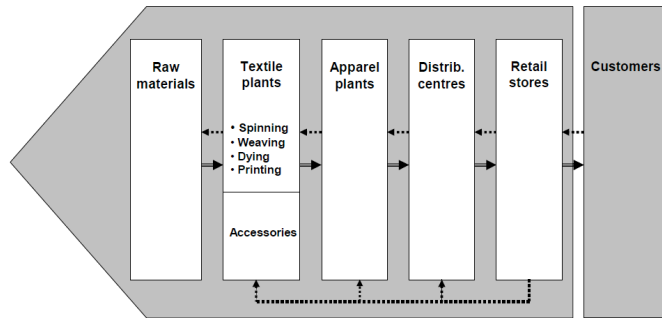 Raw
materials
Textile
plants
• Spinning
• Weaving
• Dying
• Printing
Accessories
Apparel
plants
Distrib.
centres
Retail
stores
Customers